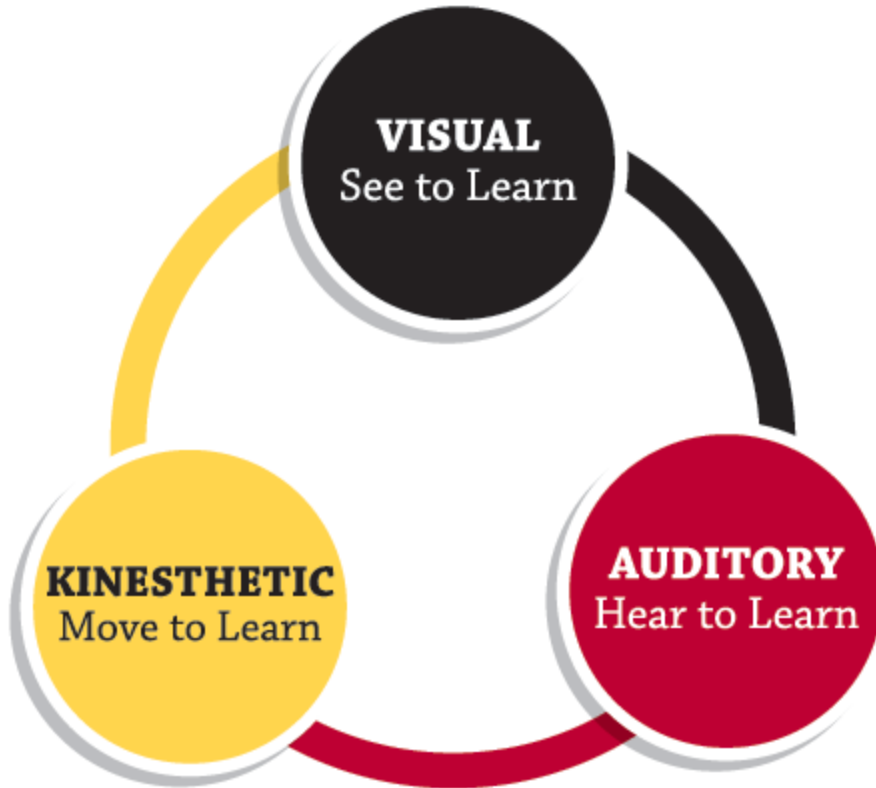 VISUAL
See to Learn
KINESTHETIC
Move to Learn
AUDITORY
Hear to Learn